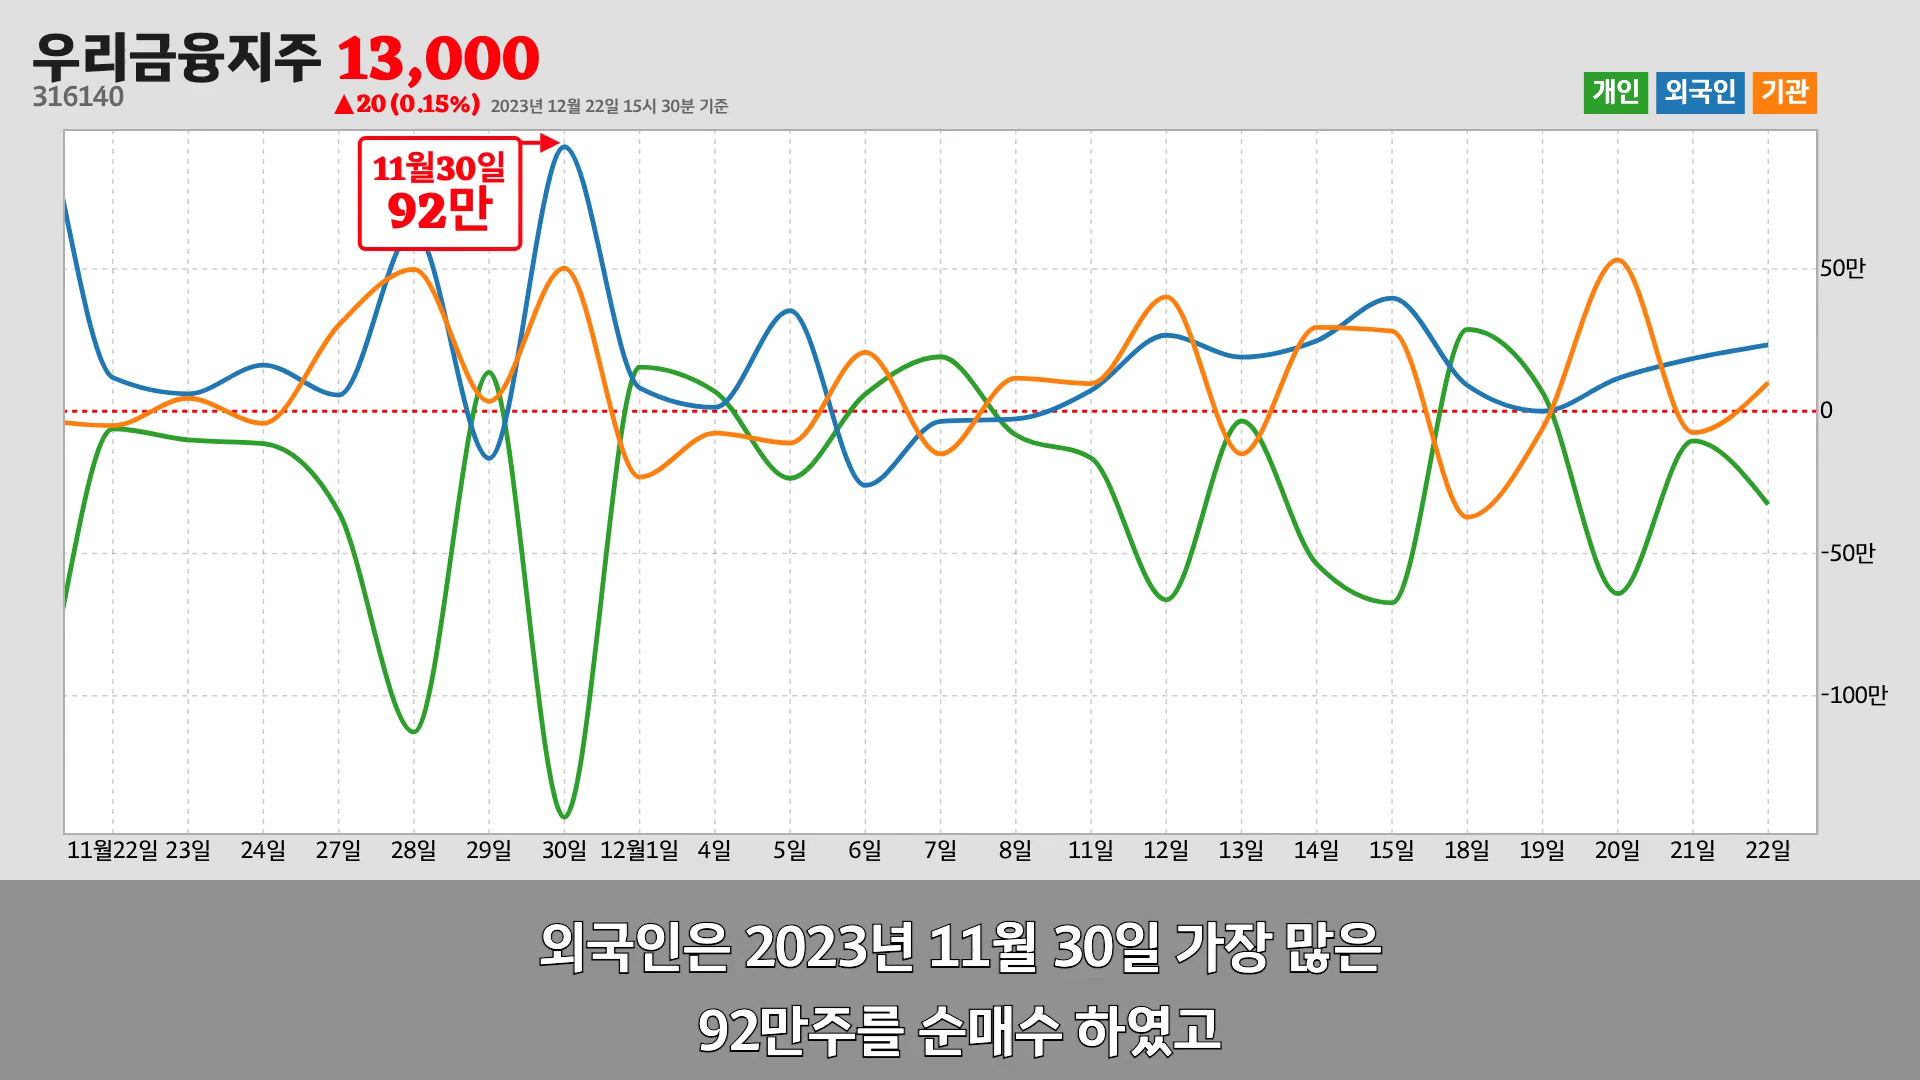 우리금융지주 13,000
316140
▲20 (0.15%) 2023년 12월 22일 15시 30분 기준
개인 외국인 기관
11월30일
92만
50만
0
-50만
-100만
11월22일 23일 24일 27일 28일 29일 30일 12월1일 4일 5일 6일 7일 8일 11일 12일 13일 14일 15일 18일 19일 20일 21일 22일
외국인은 2023년 11월 30일 가장 많은
92만주를 순매수 하였고